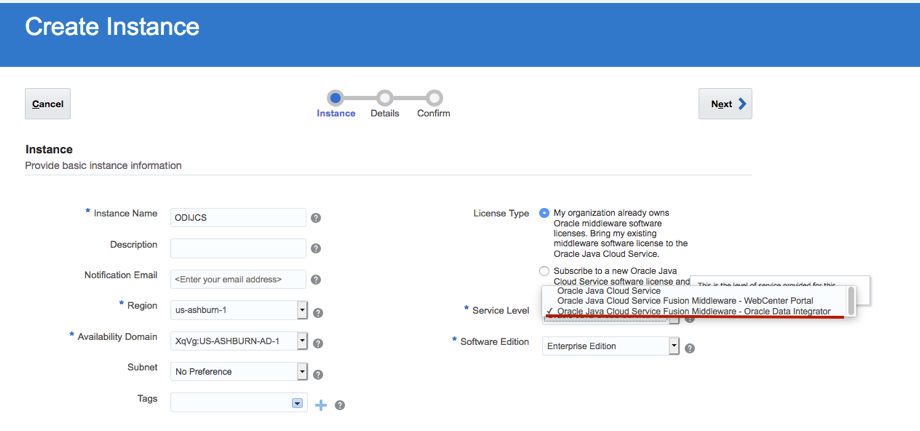 Create Instance
Cancel
Next
Instance Details Confirm
Instance
Provide basic instance information
* Instance Name ODIJCS ?
Description ?
Notification Email <Enter your email address> ?
* Region us-ashburn-1 ?
* Availability Domain XqVg:US-ASHBURN-AD-1 ?
Subnet No Preference ?
Tags ?
License Type My organization already owns
Oracle middleware software
licenses. Bring my existing
middleware software license to the
Oracle Java Cloud Service.
Subscribe to a new Oracle Java
Cloud Service software license and
This is the level of service provided for this
Oracle Java Cloud Service
Oracle Java Cloud Service Fusion Middleware - WebCenter Portal
* Service Level ✓ Oracle Java Cloud Service Fusion Middleware - Oracle Data Integrator
* Software Edition Enterprise Edition ?